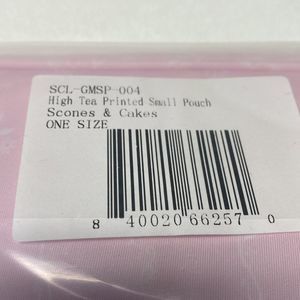 SCL-GMSP-004
High Tea Printed Small Pouch
Scones & Cakes
ONE SIZE
8 40020 66257 0